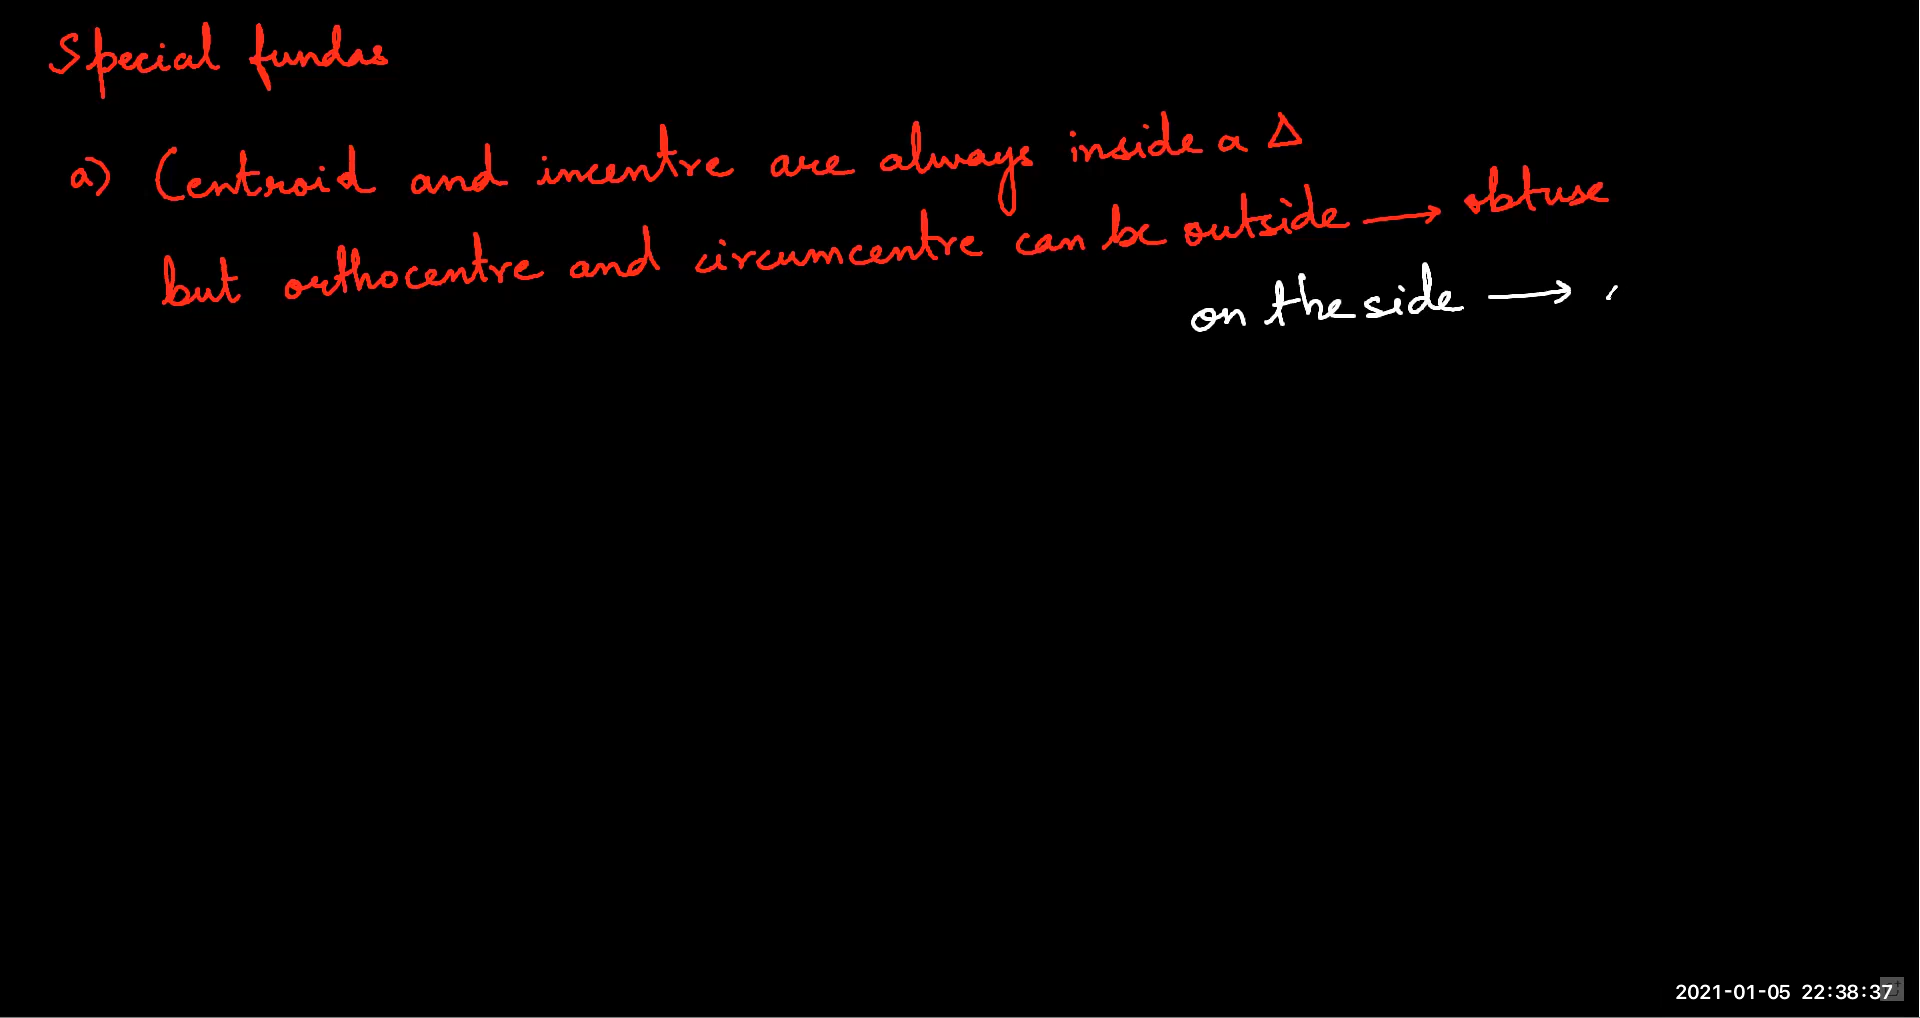 Special fundas
a) Centroid and incentre are always inside a Δ
but orthocentre and circumcentre can be outside → obtuse
on the side →
2021-01-05 22:38:37